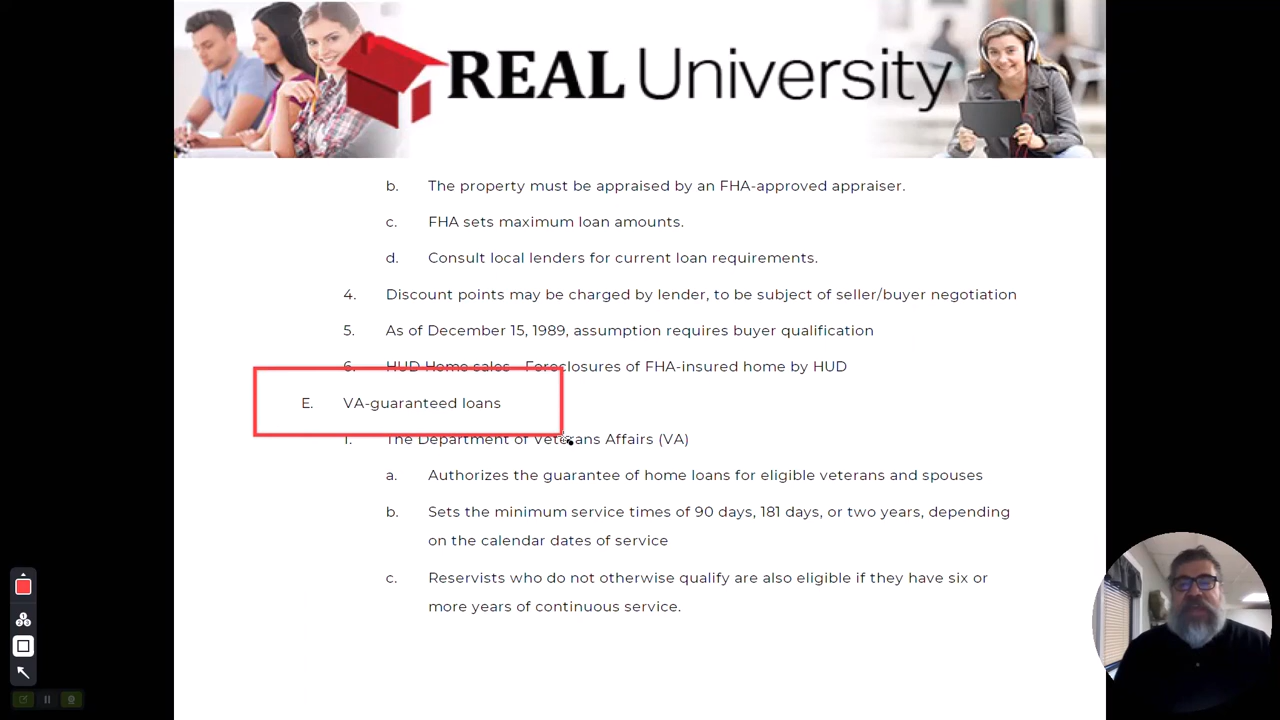 REAL University
b. The property must be appraised by an FHA-approved appraiser.
c. FHA sets maximum loan amounts.
d. Consult local lenders for current loan requirements.
4. Discount points may be charged by lender, to be subject of seller/buyer negotiation
5. As of December 15, 1989, assumption requires buyer qualification
6. HUD Home sales - Foreclosures of FHA-insured home by HUD
E. VA-guaranteed loans
1. The Department of Veterans Affairs (VA)
a. Authorizes the guarantee of home loans for eligible veterans and spouses
b. Sets the minimum service times of 90 days, 181 days, or two years, depending
on the calendar dates of service
c. Reservists who do not otherwise qualify are also eligible if they have six or
more years of continuous service.